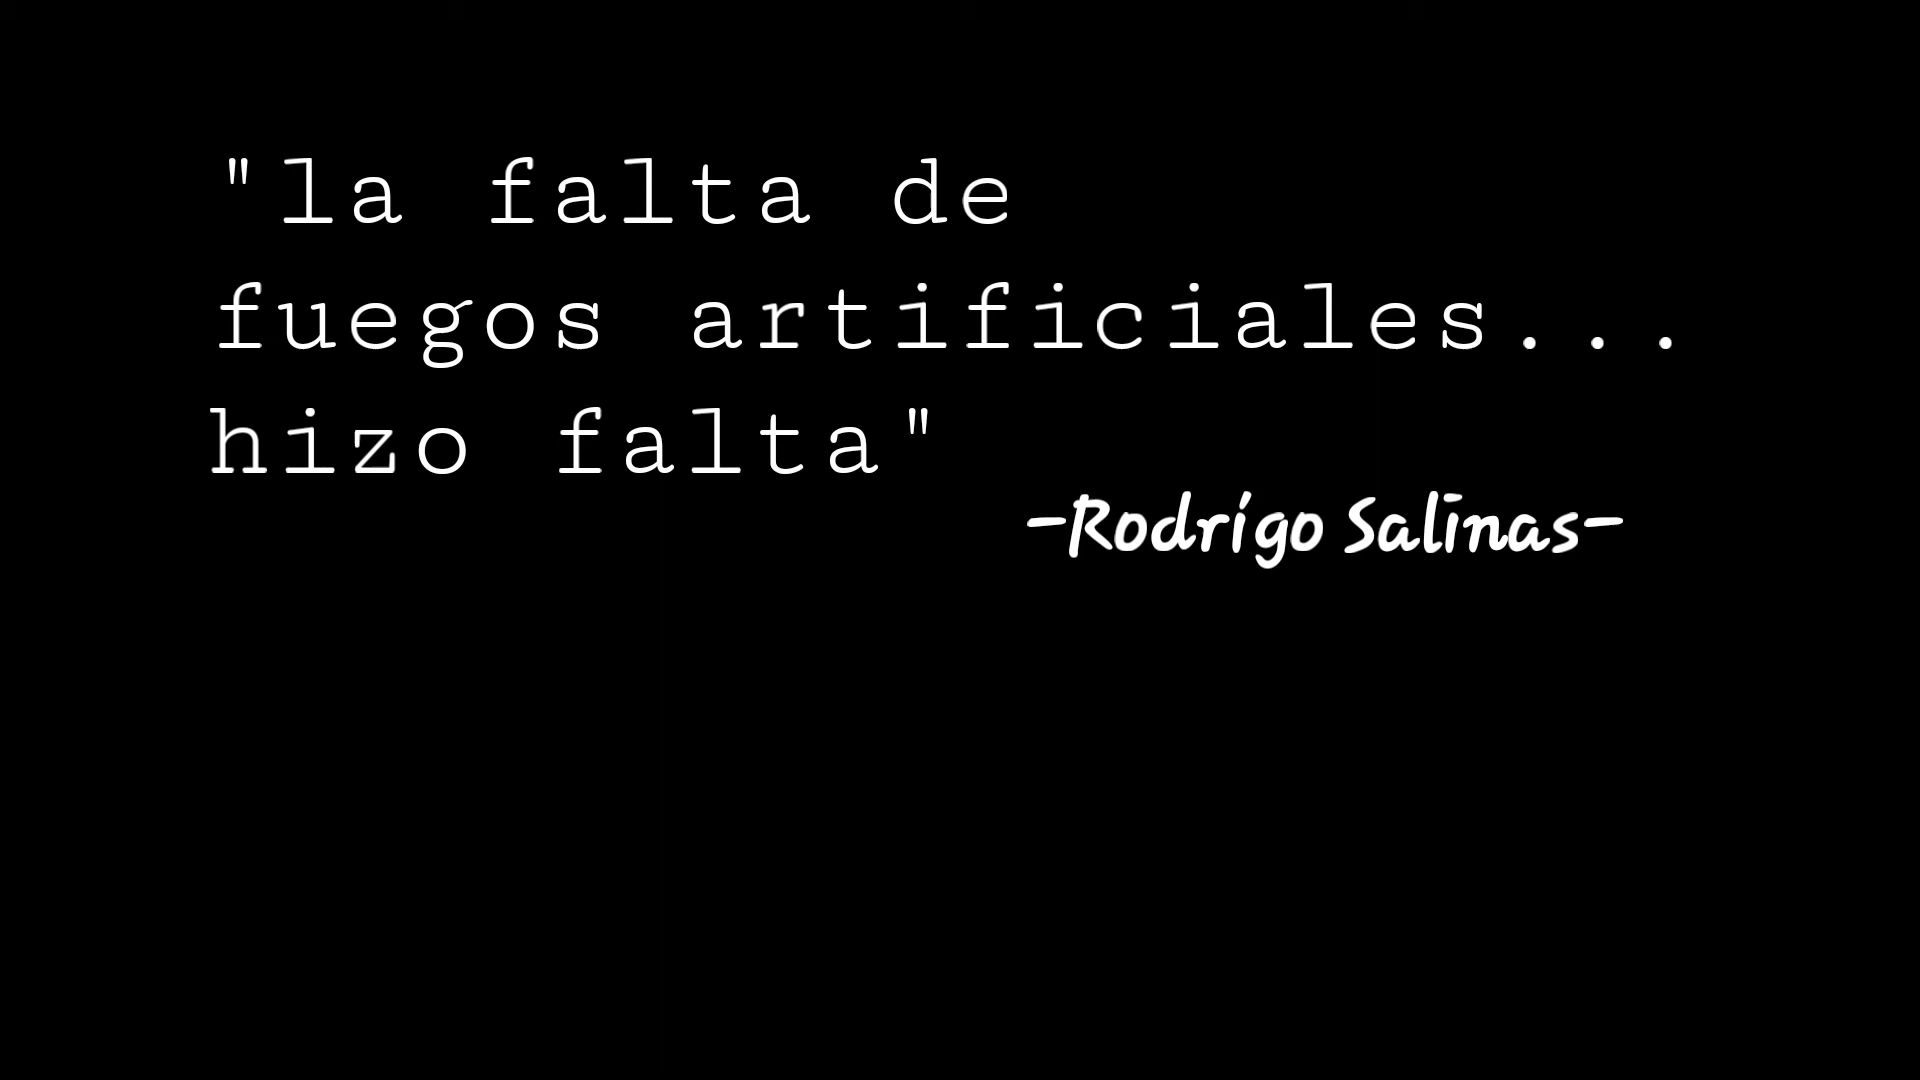 "la falta de
fuegos artificiales...
hizo falta"
-Rodrigo Salinas-